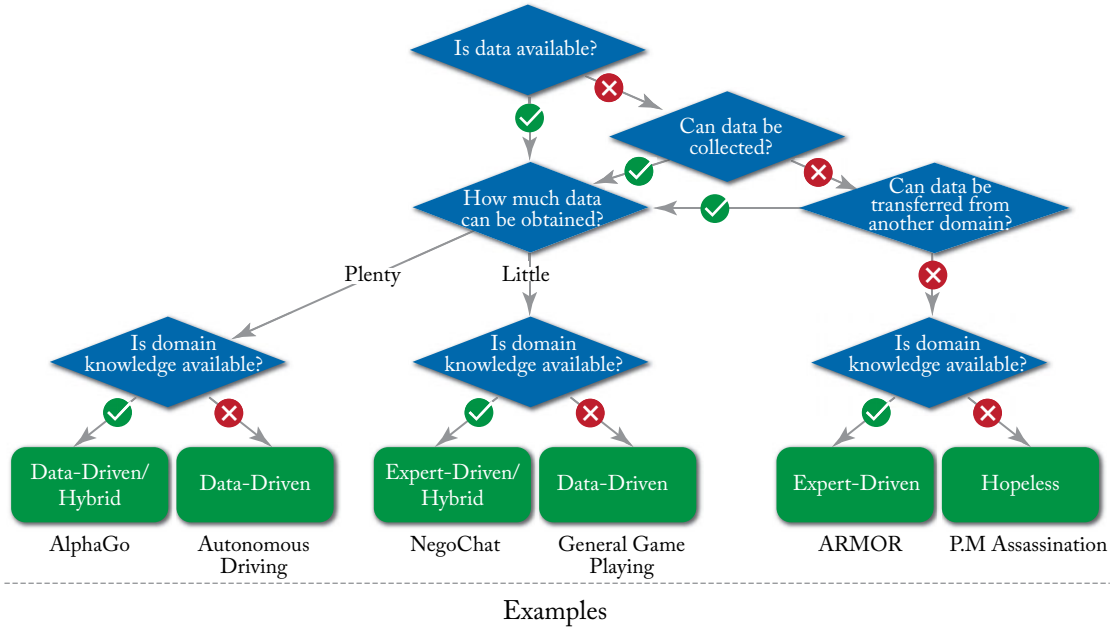 Is data available?
Can data be
collected?
How much data
can be obtained?
Can data be
transferred from
another domain?
Plenty
Little
Is domain
knowledge available?
Is domain
knowledge available?
Is domain
knowledge available?
Data-Driven/
Hybrid
Data-Driven
Expert-Driven/
Hybrid
Data-Driven
Expert-Driven
Hopeless
AlphaGo
Autonomous
Driving
NegoChat
General Game
Playing
ARMOR
P.M Assassination
Examples